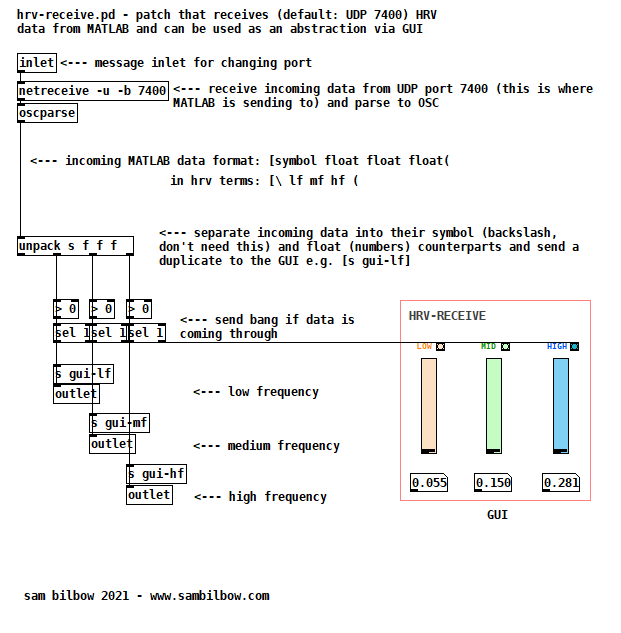 hrv-receive.pd - patch that receives (default: UDP 7400) HRV
data from MATLAB and can be used as an abstraction via GUI
inlet <--- message inlet for changing port
netreceive -u -b 7400 <--- receive incoming data from UDP port 7400 (this is where
MATLAB is sending to) and parse to OSC
oscparse
<--- incoming MATLAB data format: [symbol float float float(
in hrv terms: [\ lf mf hf (
unpack s f f f
<--- separate incoming data into their symbol (backslash,
don't need this) and float (numbers) counterparts and send a
duplicate to the GUI e.g. [s gui-lf]
> 0 > 0 > 0
sel 1 sel 1 sel 1
<--- send bang if data is
coming through
s gui-lf
outlet
<--- low frequency
s gui-mf
outlet
<--- medium frequency
s gui-hf
outlet
<--- high frequency
HRV-RECEIVE
LOW MID HIGH
0.055 0.150 0.281
GUI
sam bilbow 2021 - www.sambilbow.com